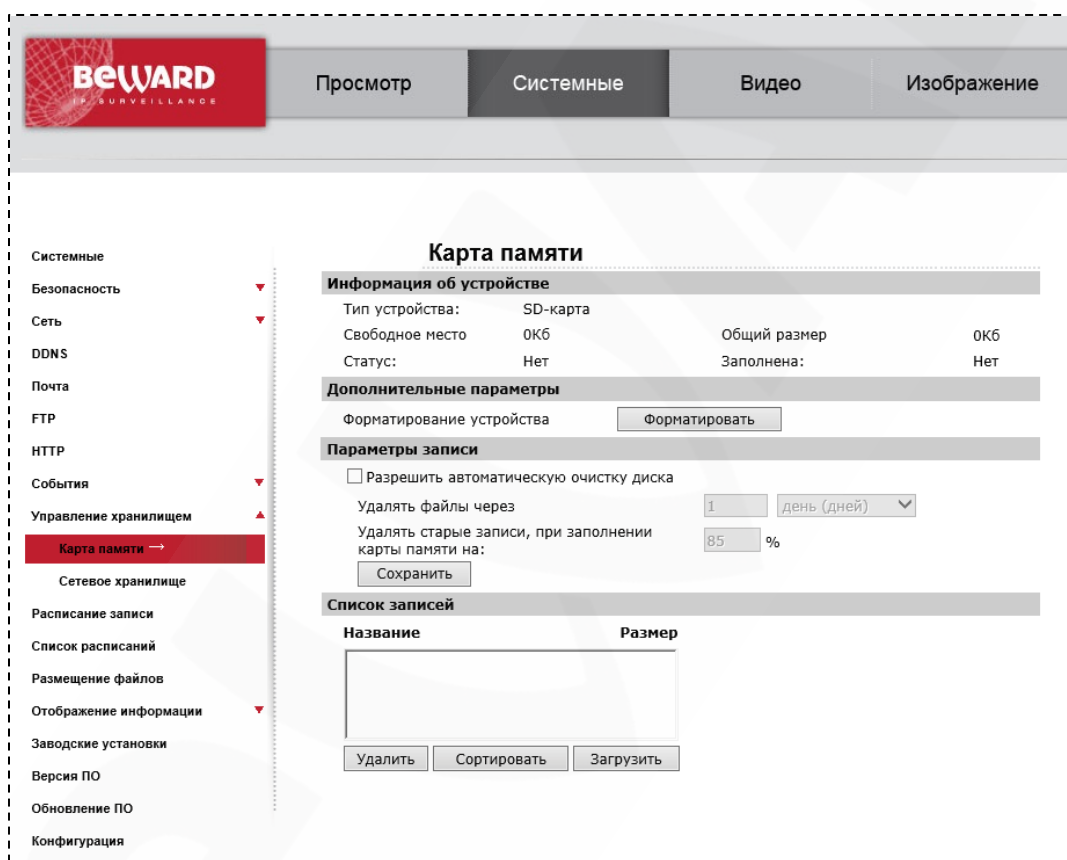 BEWARD
IP SURVEILLANCE
Просмотр
Системные
Видео
Изображение
Системные
Безопасность
Сеть
DDNS
Почта
FTP
HTTP
События
Управление хранилищем
Карта памяти →
Сетевое хранилище
Расписание записи
Список расписаний
Размещение файлов
Отображение информации
Заводские установки
Версия ПО
Обновление ПО
Конфигурация
Карта памяти
Информация об устройстве
Тип устройства: SD-карта
Свободное место 0Кб Общий размер 0Кб
Статус: Нет Заполнена: Нет
Дополнительные параметры
Форматирование устройства Форматировать
Параметры записи
Разрешить автоматическую очистку диска
Удалять файлы через 1 день (дней)
Удалять старые записи, при заполнении
карты памяти на: 85 %
Сохранить
Список записей
Название Размер
Удалить Сортировать Загрузить